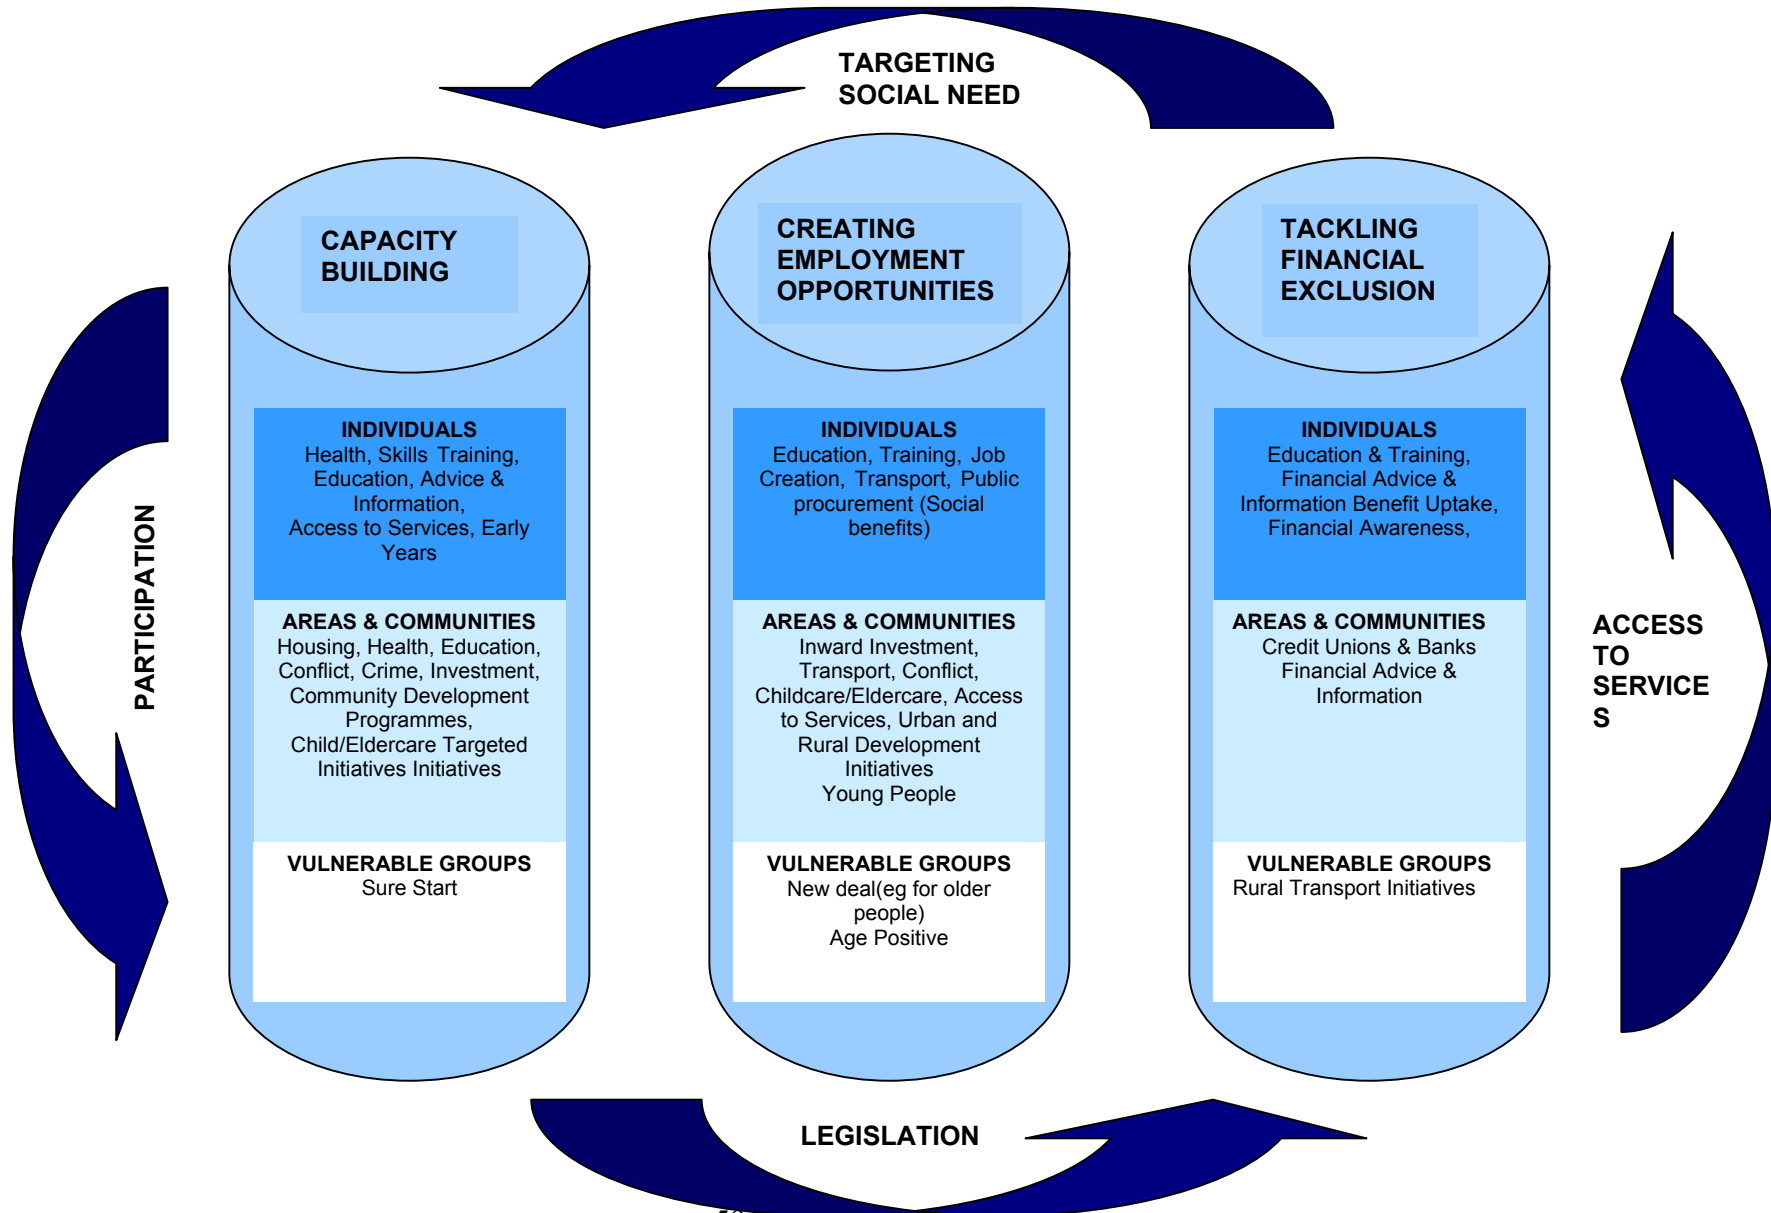 TARGETING
SOCIAL NEED
CAPACITY
BUILDING
CREATING
EMPLOYMENT
OPPORTUNITIES
TACKLING
FINANCIAL
EXCLUSION
PARTICIPATION
INDIVIDUALS
Health, Skills Training,
Education, Advice &
Information,
Access to Services, Early
Years
AREAS & COMMUNITIES
Housing, Health, Education,
Conflict, Crime, Investment,
Community Development
Programmes,
Child/Eldercare Targeted
Initiatives Initiatives
VULNERABLE GROUPS
Sure Start
INDIVIDUALS
Education, Training, Job
Creation, Transport, Public
procurement (Social
benefits)
AREAS & COMMUNITIES
Inward Investment,
Transport, Conflict,
Childcare/Eldercare, Access
to Services, Urban and
Rural Development
Initiatives
Young People
VULNERABLE GROUPS
New deal(eg for older
people)
Age Positive
INDIVIDUALS
Education & Training,
Financial Advice &
Information Benefit Uptake,
Financial Awareness,
AREAS & COMMUNITIES
Credit Unions & Banks
Financial Advice &
Information
VULNERABLE GROUPS
Rural Transport Initiatives
ACCESS
TO
SERVICE
S
LEGISLATION